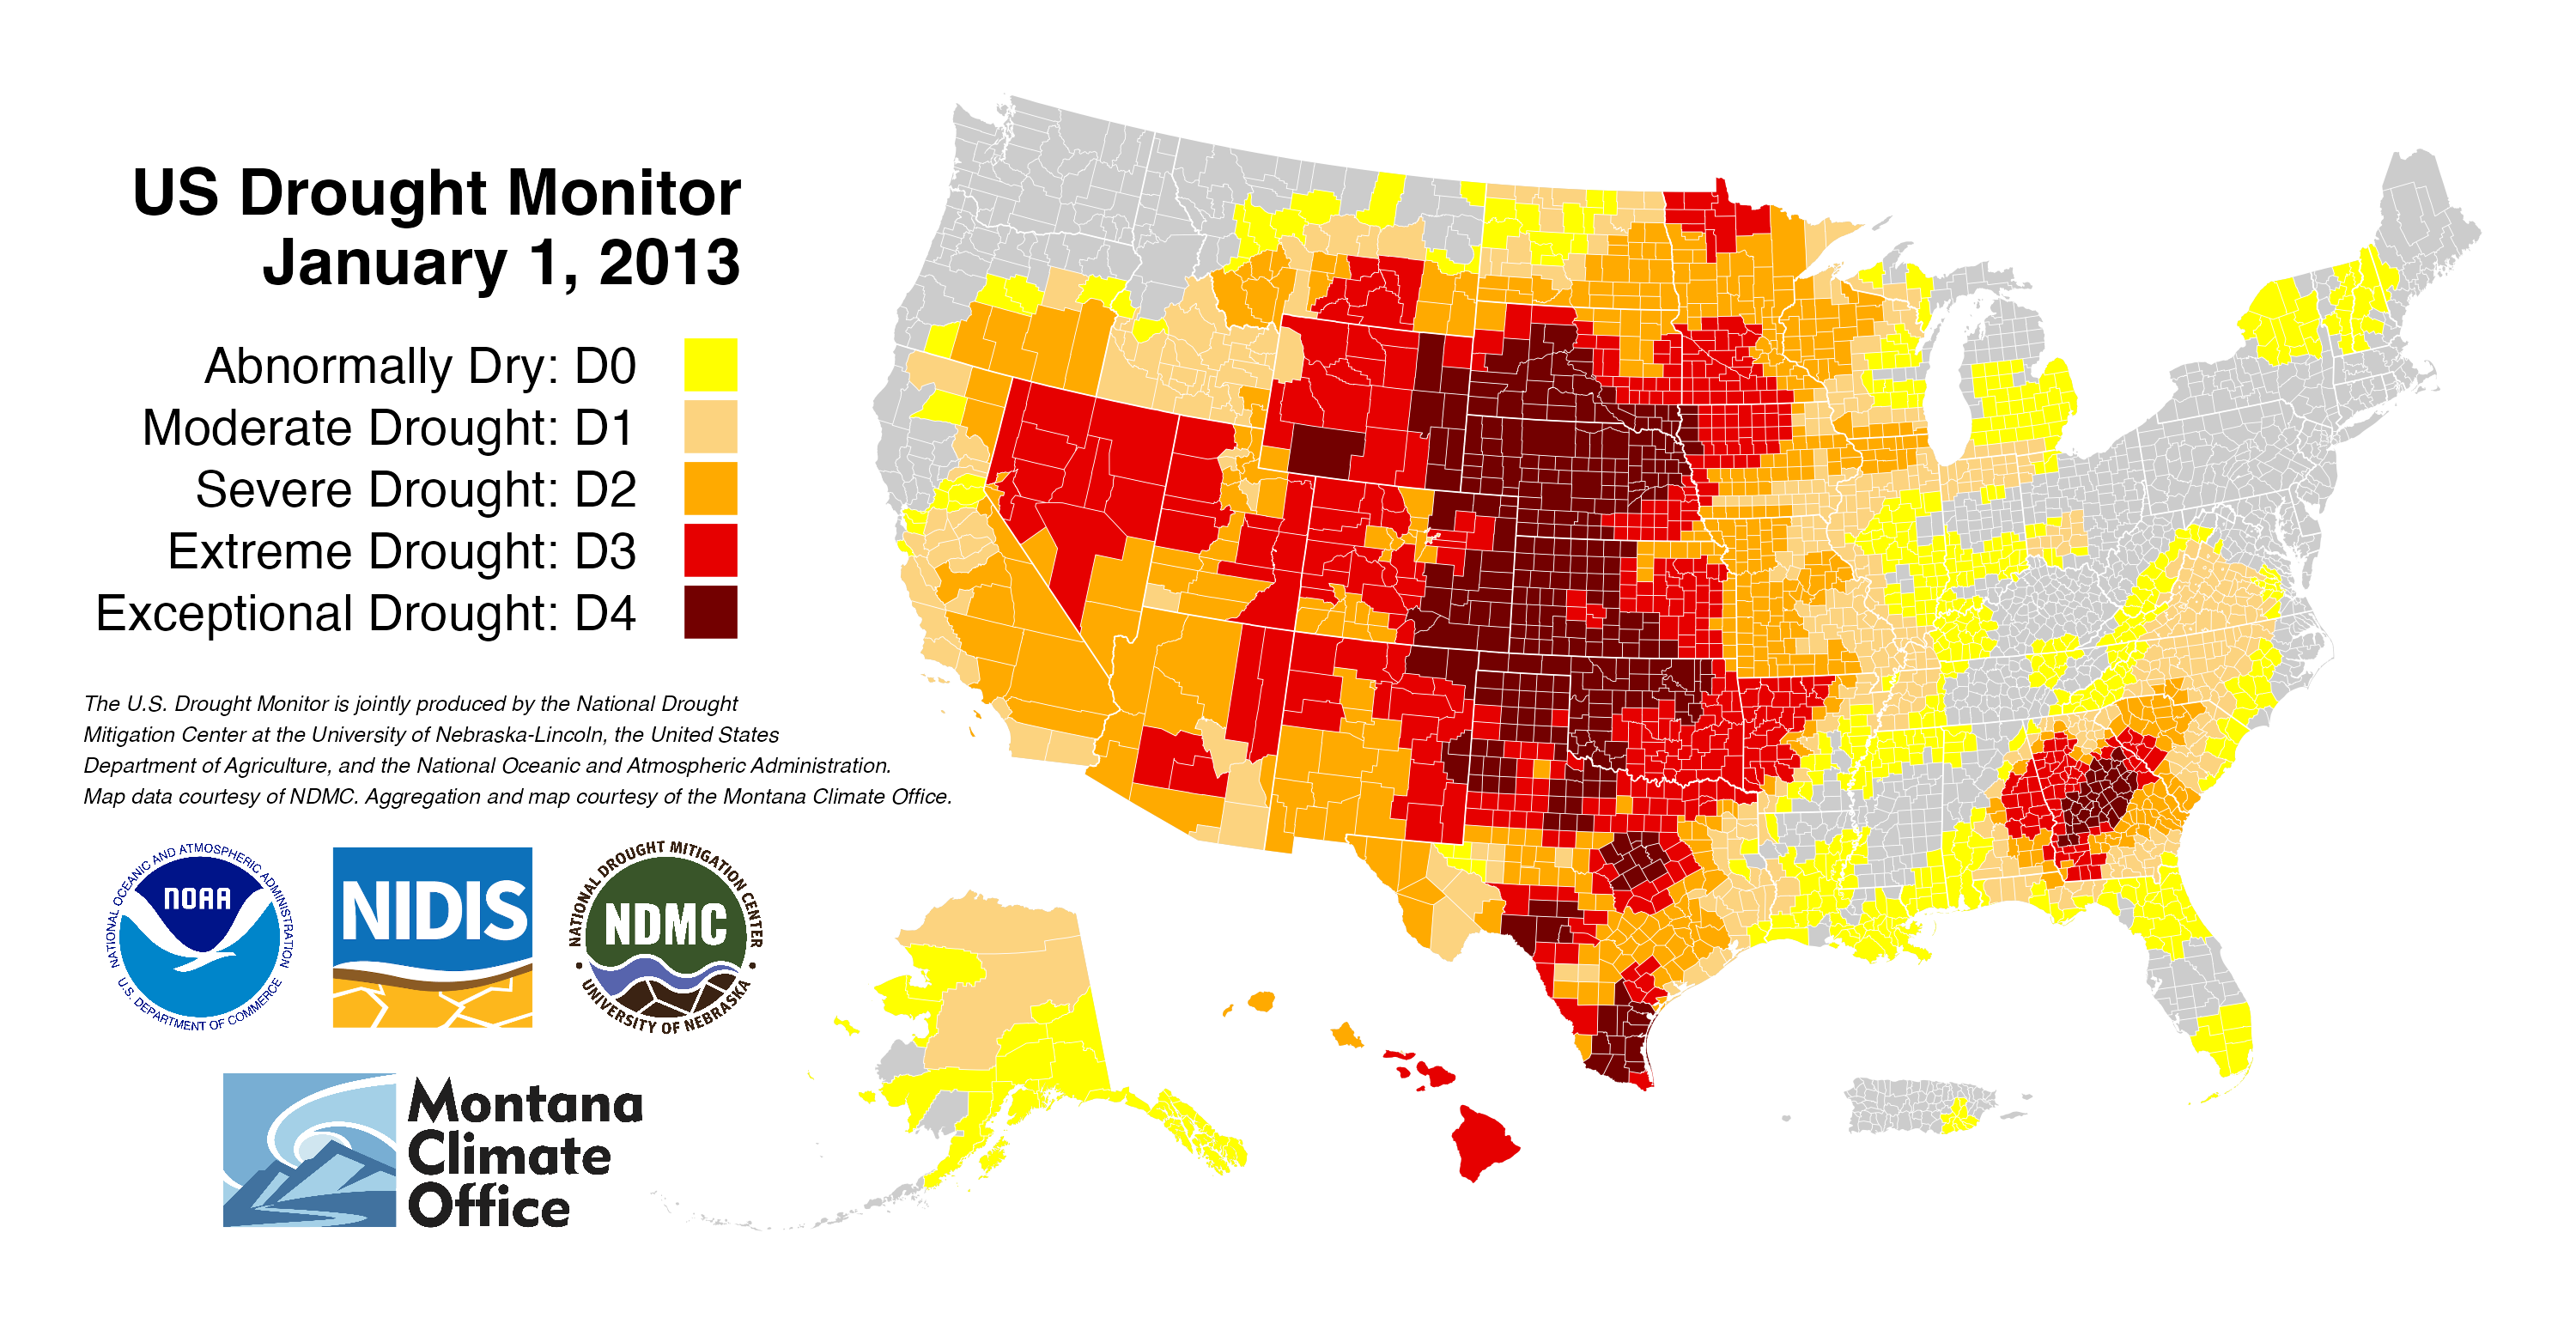 US Drought Monitor
January 1, 2013
Abnormally Dry: D0
Moderate Drought: D1
Severe Drought: D2
Extreme Drought: D3
Exceptional Drought: D4
The U.S. Drought Monitor is jointly produced by the National Drought
Mitigation Center at the University of Nebraska-Lincoln, the United States
Department of Agriculture, and the National Oceanic and Atmospheric Administration.
Map data courtesy of NDMC. Aggregation and map courtesy of the Montana Climate Office.
NATIONAL OCEANIC AND ATMOSPHERIC ADMINISTRATION
NOAA
U.S. DEPARTMENT OF COMMERCE
NIDIS
NATIONAL DROUGHT MITIGATION CENTER
NDMC
UNIVERSITY OF NEBRASKA
Montana
Climate
Office